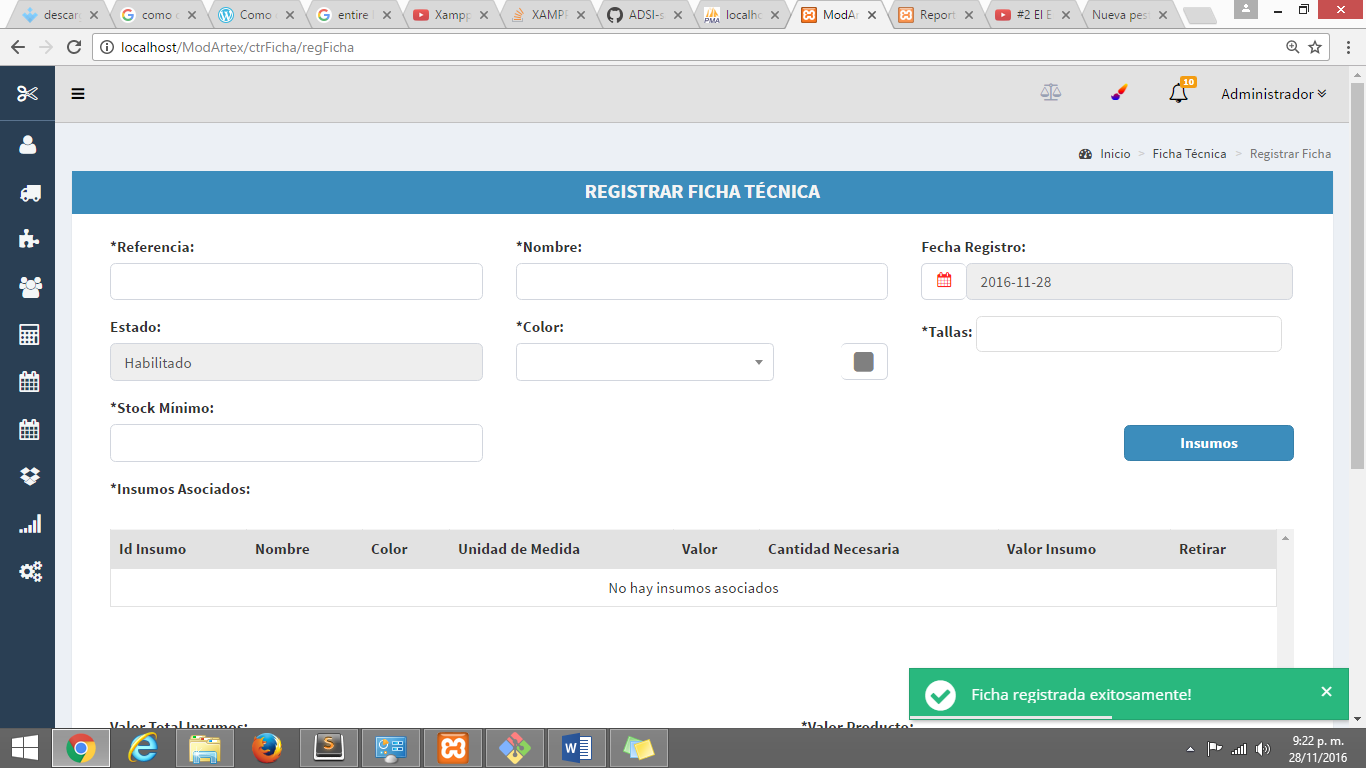 descar
como c
Como
entire
Xampp
XAMPP
ADSI-s
localho
ModAr
Report
#2 El E
Nueva pes
localhost/ModArtex/ctrFicha/regFicha
10
Administrador
Inicio > Ficha Técnica > Registrar Ficha
REGISTRAR FICHA TÉCNICA
*Referencia:
*Nombre:
Fecha Registro:
2016-11-28
Estado:
*Color:
*Tallas:
Habilitado
*Stock Mínimo:
Insumos
*Insumos Asociados:
Id Insumo Nombre Color Unidad de Medida Valor Cantidad Necesaria Valor Insumo Retirar
No hay insumos asociados
Ficha registrada exitosamente!
Valor Total Insumos:
*Valor Producto:
9:22 p. m.
28/11/2016